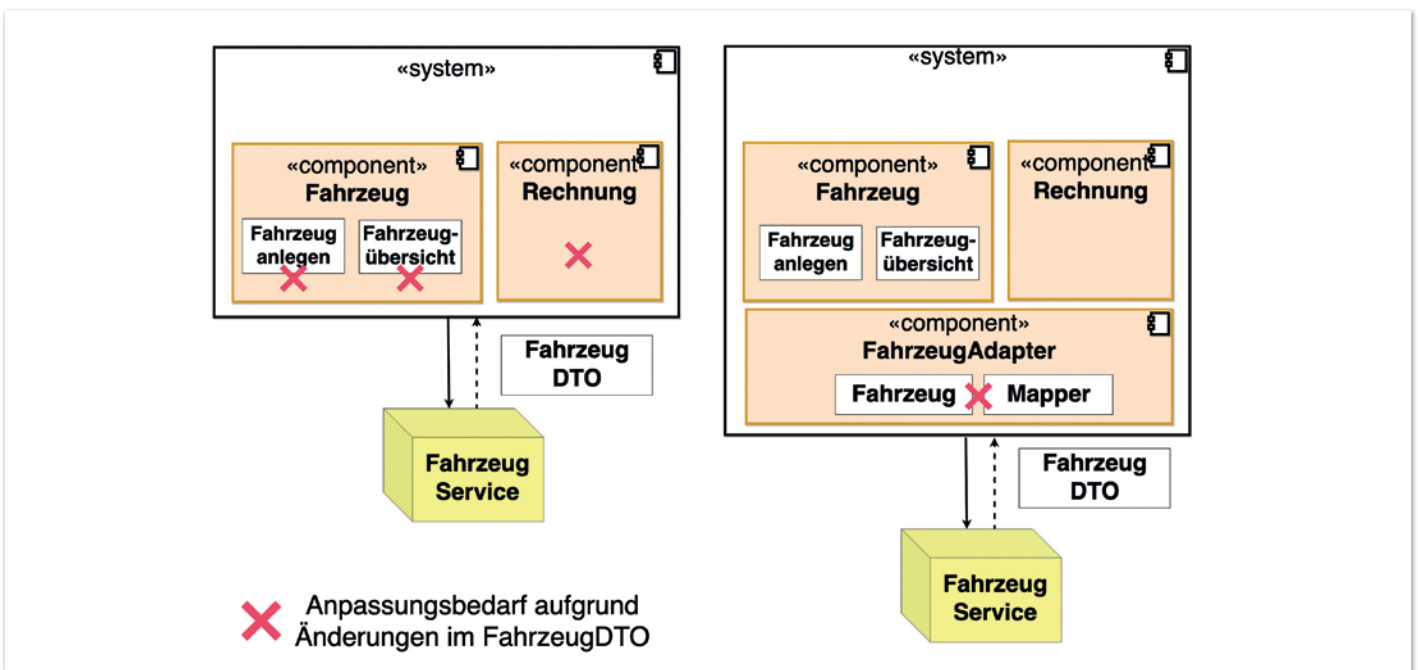 «system»
«component»
Fahrzeug
Fahrzeug
anlegen
Fahrzeug-
übersicht
«component
Rechnung
Fahrzeug
DTO
Fahrzeug
Service
Anpassungsbedarf aufgrund
Änderungen im FahrzeugDTO
«system»
«component»
Fahrzeug
Fahrzeug
anlegen
Fahrzeug-
übersicht
«component
Rechnung
«component»
FahrzeugAdapter
Fahrzeug
Mapper
Fahrzeug
DTO
Fahrzeug
Service